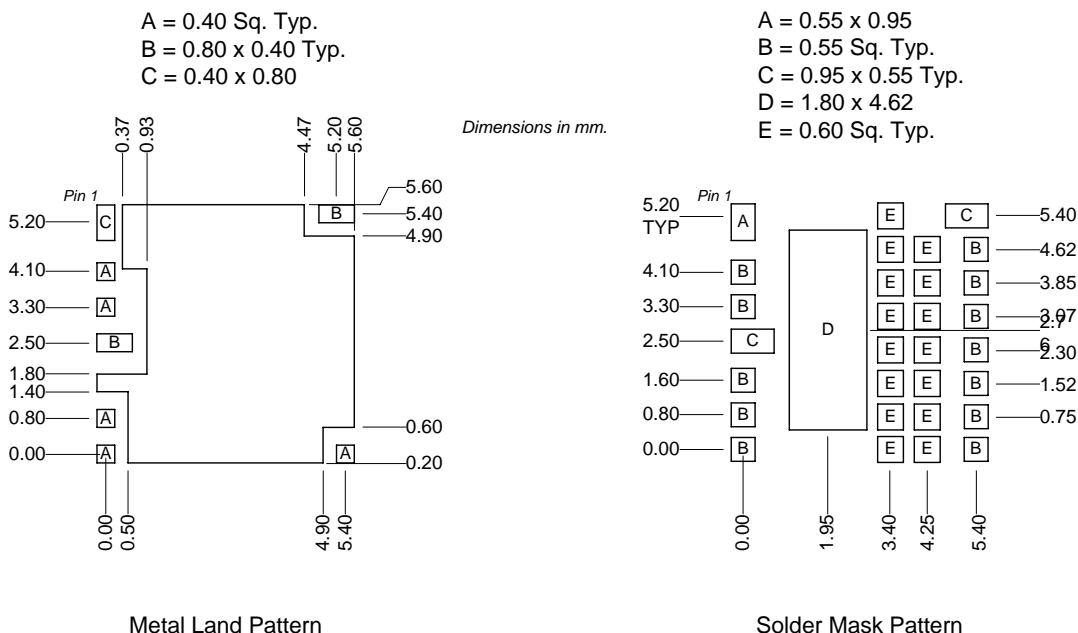 A = 0.40 Sq. Typ.
B = 0.80 x 0.40 Typ.
C = 0.40 x 0.80
Dimensions in mm.
0.37
0.93
4.47
5.20
5.60
Pin 1
5.20
C
B
5.60
5.40
4.90
4.10
A
3.30
A
2.50
B
1.80
1.40
0.80
A
0.60
0.00
A
A
0.20
0.00
0.50
4.90
5.40
Metal Land Pattern
A = 0.55 x 0.95
B = 0.55 Sq. Typ.
C = 0.95 x 0.55 Typ.
D = 1.80 x 4.62
E = 0.60 Sq. Typ.
Pin 1
5.20
TYP
A
E
C
5.40
E
E
B
4.62
4.10
B
E
E
B
3.85
3.30
B
E
E
B
3.07
2.7
6
2.50
C
D
E
E
B
2.30
1.60
B
E
E
B
1.52
0.80
B
E
E
B
0.75
0.00
B
E
E
B
0.00
1.95
3.40
4.25
5.40
Solder Mask Pattern